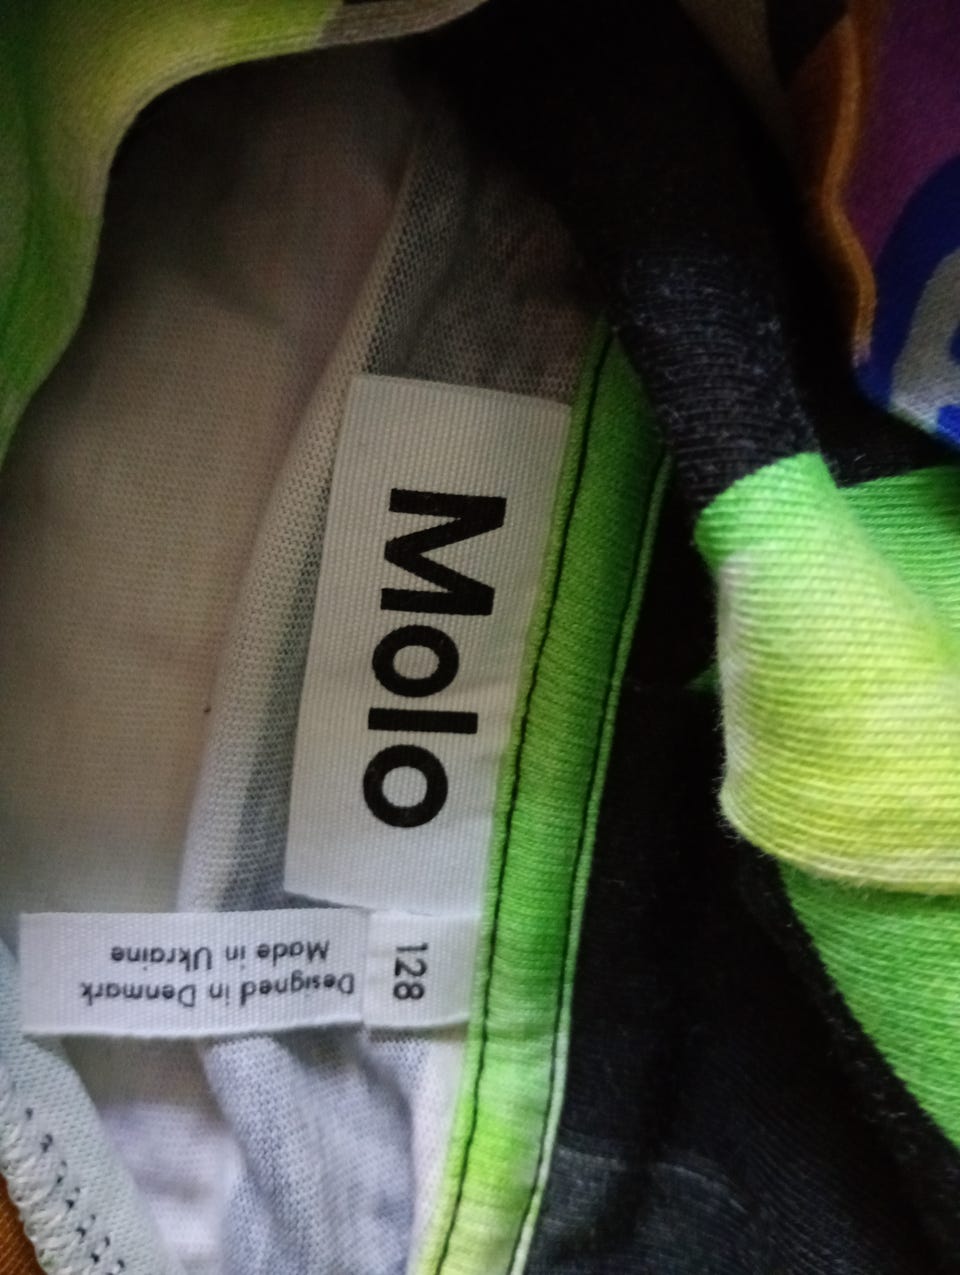 Molo
128
Designed in Denmark
Made in Ukraine